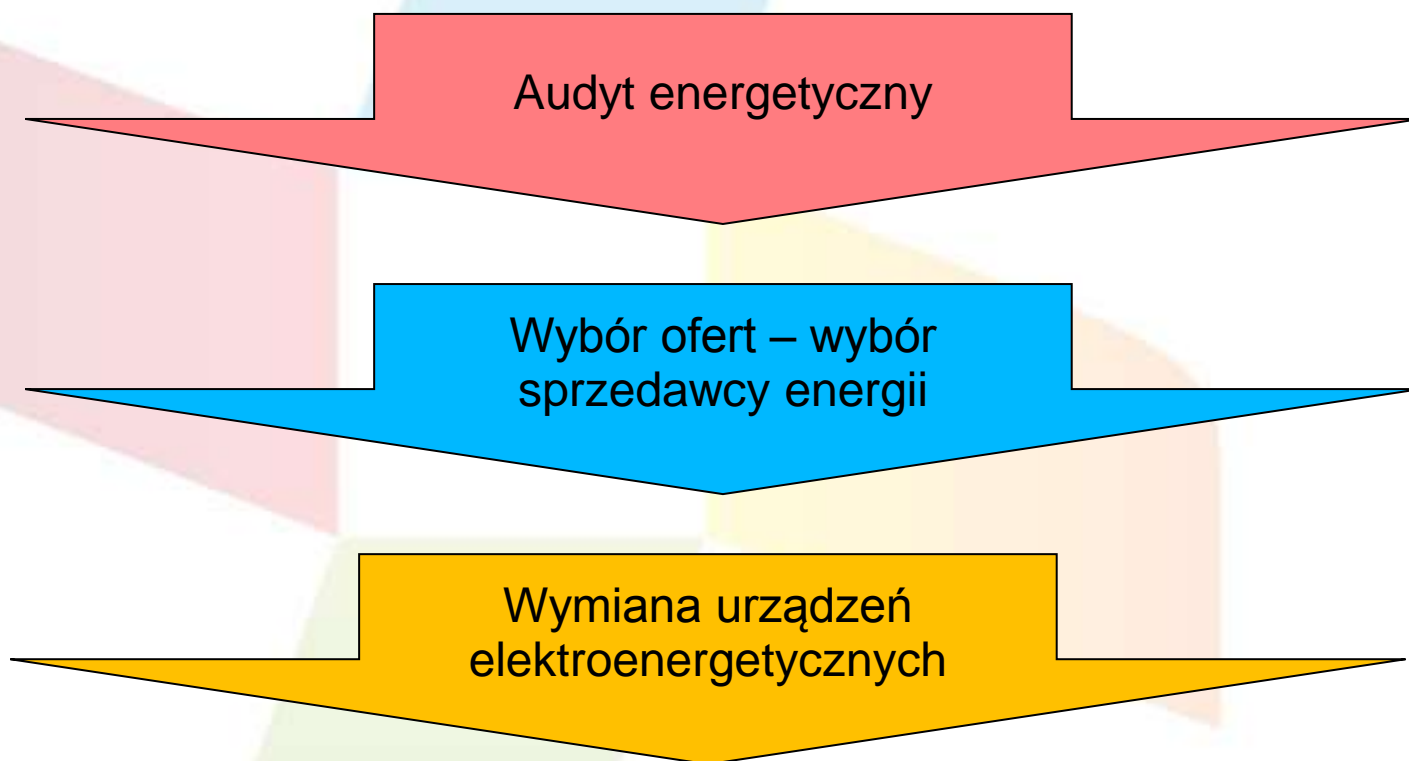 Audyt energetyczny
Wybór ofert – wybór
sprzedawcy energii
Wymiana urządzeń
elektroenergetycznych